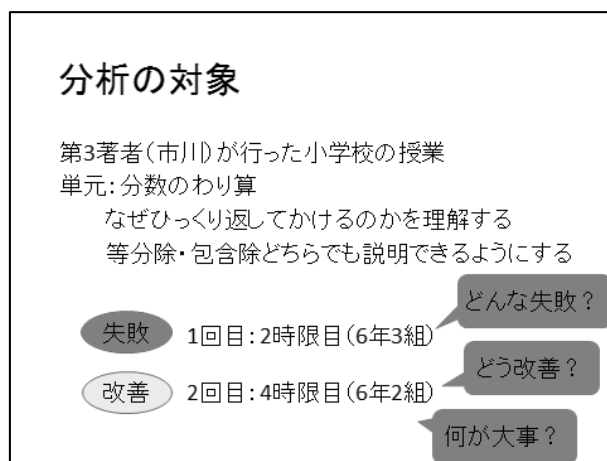 分析の対象
第3著者(市川)が行った小学校の授業
単元:分数のわり算
なぜひっくり返してかけるのかを理解する
等分除・包含除どちらでも説明できるようにする
どんな失敗?
失敗 1回目:2時限目(6年3組)
どう改善?
改善 2回目:4時限目(6年2組)
何が大事?